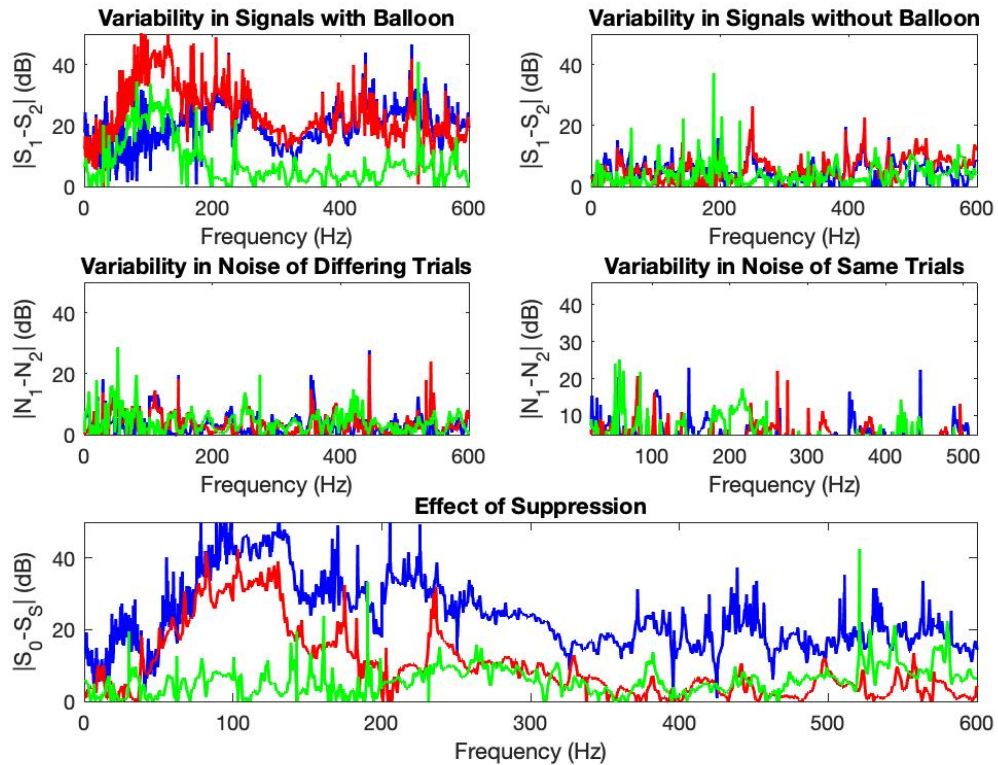 Variability in Signals with Balloon
|S1-S2| (dB)
40
20
0
0 200 400 600
Frequency (Hz)
Variability in Signals without Balloon
|S1-S2| (dB)
40
20
0
0 200 400 600
Frequency (Hz)
Variability in Noise of Differing Trials
|N1-N2| (dB)
40
20
0
0 200 400 600
Frequency (Hz)
Variability in Noise of Same Trials
|N1-N2| (dB)
40
30
20
10
100 200 300 400 500
Frequency (Hz)
Effect of Suppression
|S0-SS| (dB)
40
20
0
0 100 200 300 400 500 600
Frequency (Hz)